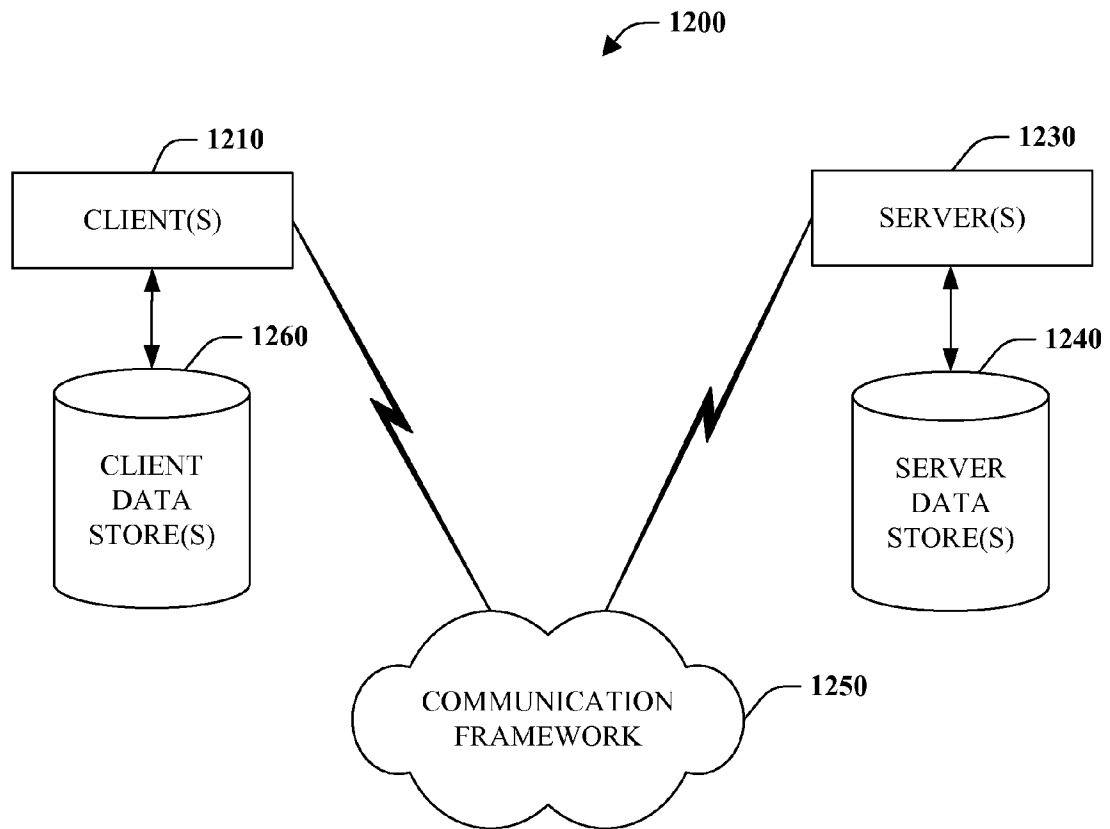 1200
1210
1230
CLIENT(S)
SERVER(S)
1260
1240
CLIENT
DATA
STORE(S)
SERVER
DATA
STORE(S)
COMMUNICATION
FRAMEWORK
1250